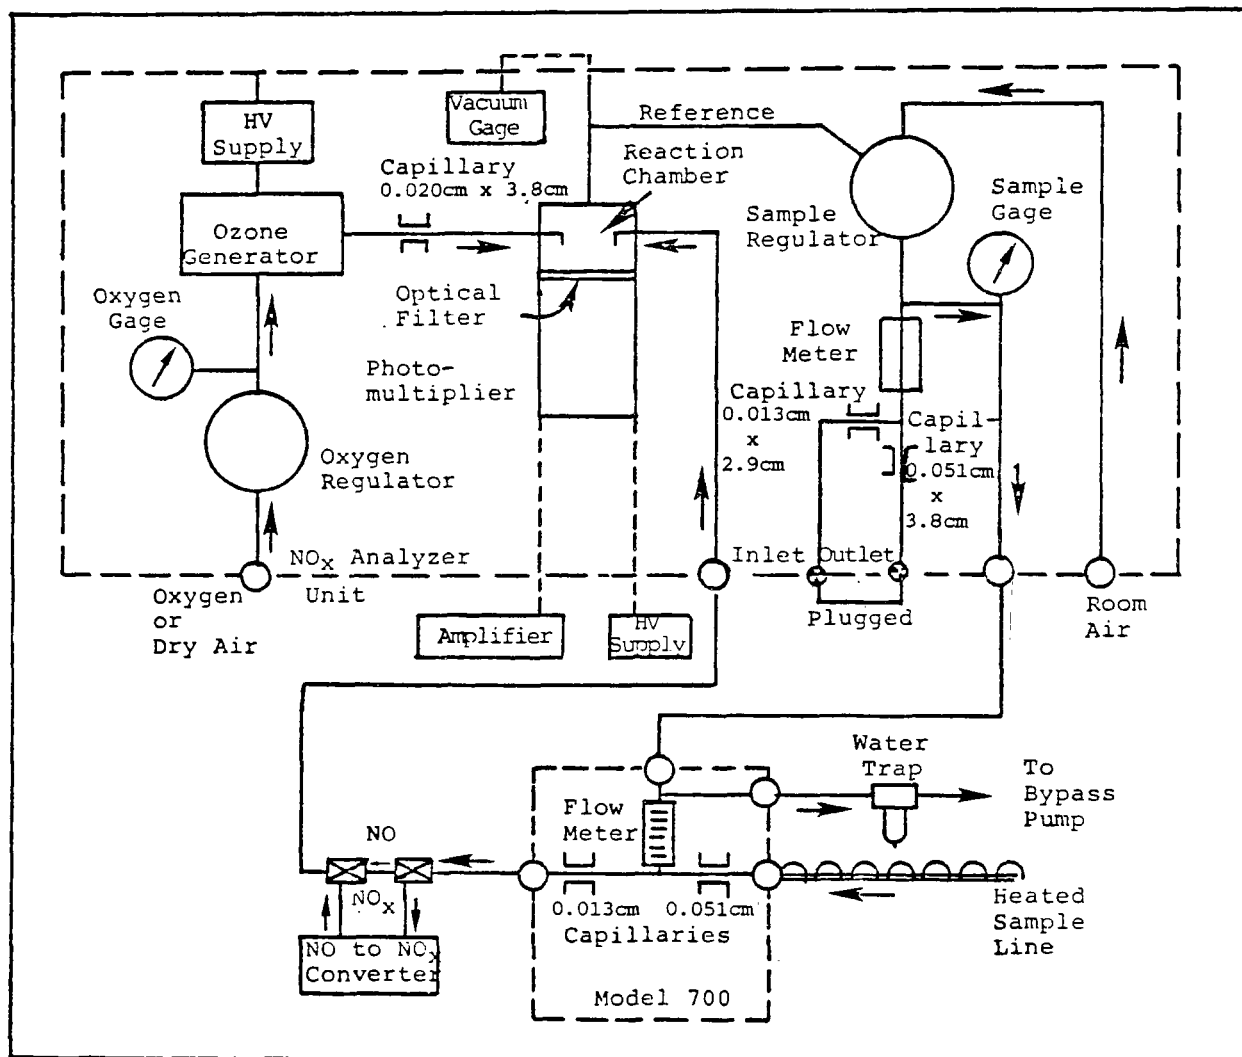 HV
Supply
Vacuum
Gage
Reference
Capillary
0.020cm x 3.8cm
Reaction
Chamber
Sample
Gage
Sample
Regulator
Ozone
Generator
Oxygen
Gage
Optical
Filter
Flow
Meter
Photo-
multiplier
Capillary
0.013cm
x
2.9cm
Capil-
lary
0.051cm
x
3.8cm
Oxygen
Regulator
NOx Analyzer
Unit
Inlet Outlet
Oxygen
or
Dry Air
Plugged
Room
Air
Amplifier
HV
Supply
Water
Trap
To
Bypass
Pump
Flow
Meter
NO
NOx
0.013cm 0.051cm
Capillaries
Heated
Sample
Line
NO to NOx
Converter
Model 700